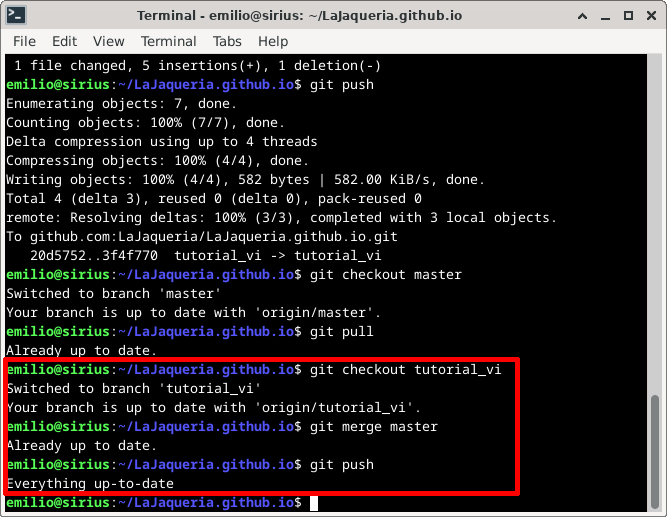 Terminal - emilio@sirius: ~/LaJaqueria.github.io
File Edit View Terminal Tabs Help
1 file changed, 5 insertions(+), 1 deletion(-)
emilio@sirius:~/LaJaqueria.github.io$ git push
Enumerating objects: 7, done.
Counting objects: 100% (7/7), done.
Delta compression using up to 4 threads
Compressing objects: 100% (4/4), done.
Writing objects: 100% (4/4), 582 bytes | 582.00 KiB/s, done.
Total 4 (delta 3), reused 0 (delta 0), pack-reused 0
remote: Resolving deltas: 100% (3/3), completed with 3 local objects.
To github.com:LaJaqueria/LaJaqueria.github.io.git
   20d5752..3f4f770  tutorial_vi -> tutorial_vi
emilio@sirius:~/LaJaqueria.github.io$ git checkout master
Switched to branch 'master'
Your branch is up to date with 'origin/master'.
emilio@sirius:~/LaJaqueria.github.io$ git pull
Already up to date.
emilio@sirius:~/LaJaqueria.github.io$ git checkout tutorial_vi
Switched to branch 'tutorial_vi'
Your branch is up to date with 'origin/tutorial_vi'.
emilio@sirius:~/LaJaqueria.github.io$ git merge master
Already up to date.
emilio@sirius:~/LaJaqueria.github.io$ git push
Everything up-to-date
emilio@sirius:~/LaJaqueria.github.io$